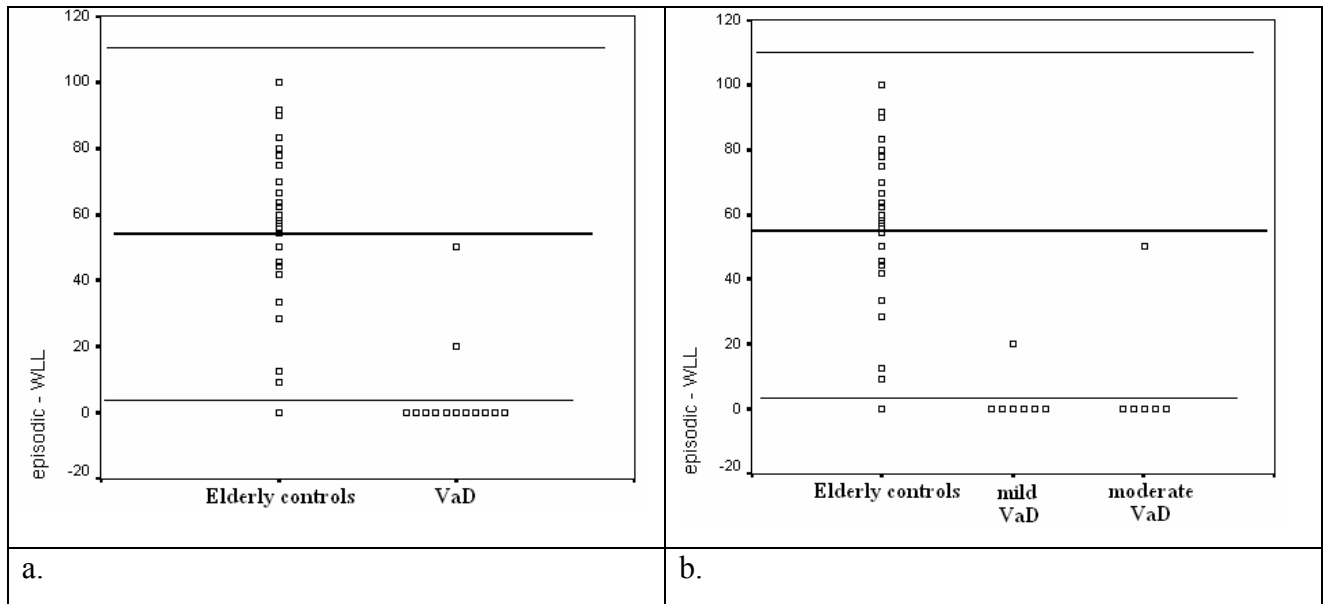 120
100
80
60
40
20
0
-20
episodic - WLL
Elderly controls VaD
a.
120
100
80
60
40
20
0
-20
episodic - WLL
Elderly controls mild moderate
VaD VaD
b.